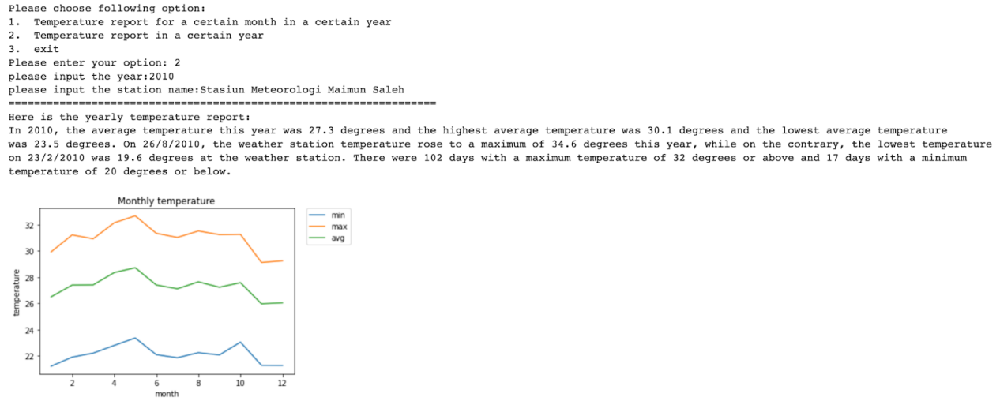 Please choose following option:
1.  Temperature report for a certain month in a certain year
2.  Temperature report in a certain year
3.  exit
Please enter your option: 2
please input the year:2010
please input the station name:Stasiun Meteorologi Maimun Saleh
==================================================================
Here is the yearly temperature report:
In 2010, the average temperature this year was 27.3 degrees and the highest average temperature was 30.1 degrees and the lowest average temperature
was 23.5 degrees. On 26/8/2010, the weather station temperature rose to a maximum of 34.6 degrees this year, while on the contrary, the lowest temperature
on 23/2/2010 was 19.6 degrees at the weather station. There were 102 days with a maximum temperature of 32 degrees or above and 17 days with a minimum
temperature of 20 degrees or below.
Monthly temperature
min
max
avg
32
30
28
26
24
22
temperature
2 4 6 8 10 12
month